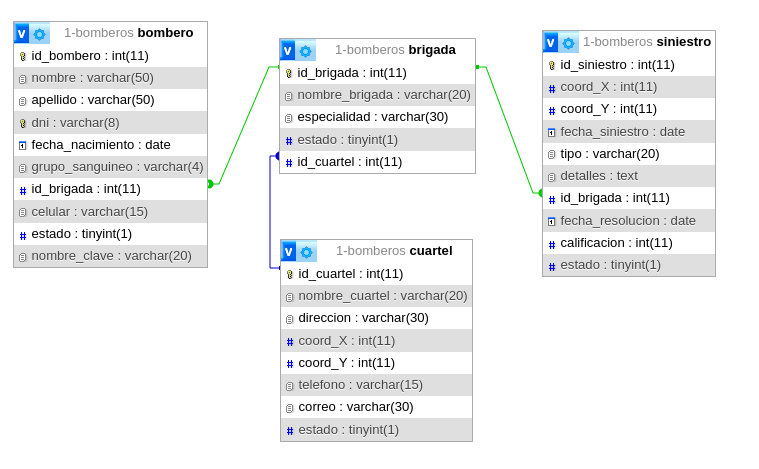 1-bomberos bombero
id_bombero : int(11)
nombre : varchar(50)
apellido : varchar(50)
dni : varchar(8)
fecha_nacimiento : date
grupo_sanguineo : varchar(4)
id_brigada : int(11)
celular : varchar(15)
estado : tinyint(1)
nombre_clave : varchar(20)
1-bomberos brigada
id_brigada : int(11)
nombre_brigada : varchar(20)
especialidad : varchar(30)
estado : tinyint(1)
id_cuartel : int(11)
1-bomberos cuartel
id_cuartel : int(11)
nombre_cuartel : varchar(20)
direccion : varchar(30)
coord_X : int(11)
coord_Y : int(11)
telefono : varchar(15)
correo : varchar(30)
estado : tinyint(1)
1-bomberos siniestro
id_siniestro : int(11)
coord_X : int(11)
coord_Y : int(11)
fecha_siniestro : date
tipo : varchar(20)
detalles : text
id_brigada : int(11)
fecha_resolucion : date
calificacion : int(11)
estado : tinyint(1)